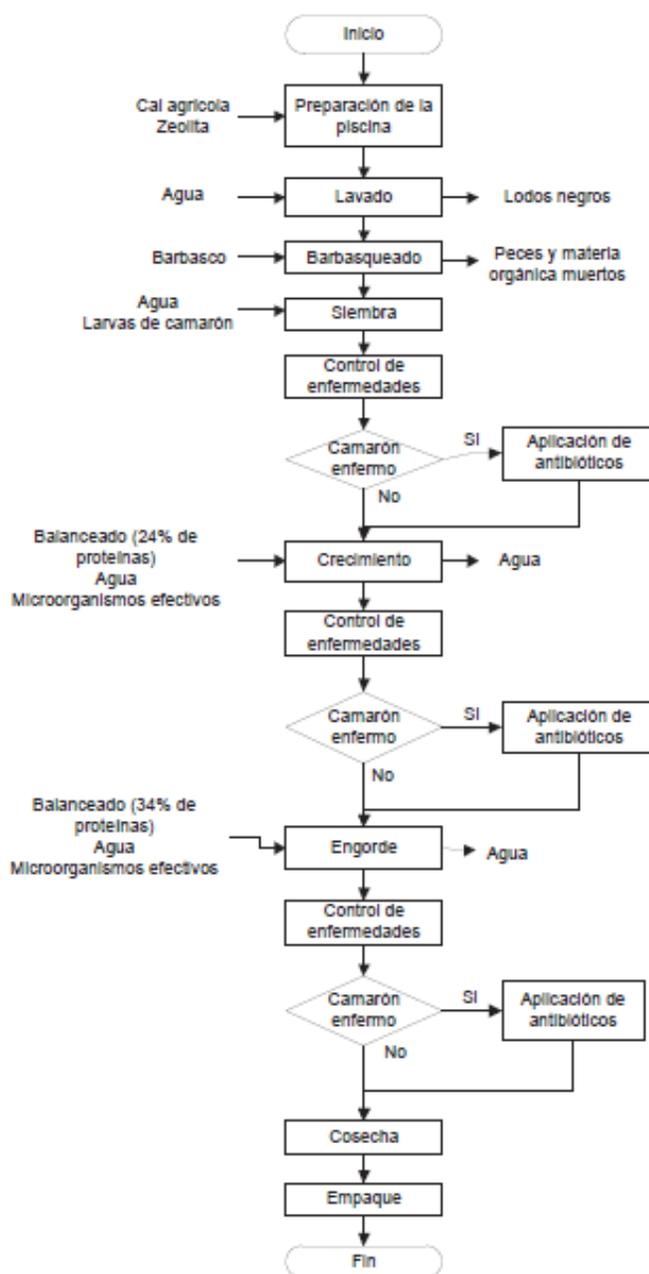 Inicio
Cal agricola
Zeolita
Preparación de la
piscina
Agua
Lavado
Lodos negros
Barbasco
Barbasqueado
Peces y materia
orgánica muertos
Agua
Larvas de camarón
Siembra
Control de
enfermedades
Camarón
enfermo
SI
Aplicación de
antibióticos
No
Balanceado (24% de
proteínas)
Agua
Microorganismos efectivos
Crecimiento
Agua
Control de
enfermedades
Camarón
enfermo
SI
Aplicación de
antibióticos
No
Balanceado (34% de
proteínas)
Agua
Microorganismos efectivos
Engorde
Agua
Control de
enfermedades
Camarón
enfermo
SI
Aplicación de
antibióticos
No
Cosecha
Empaque
Fin